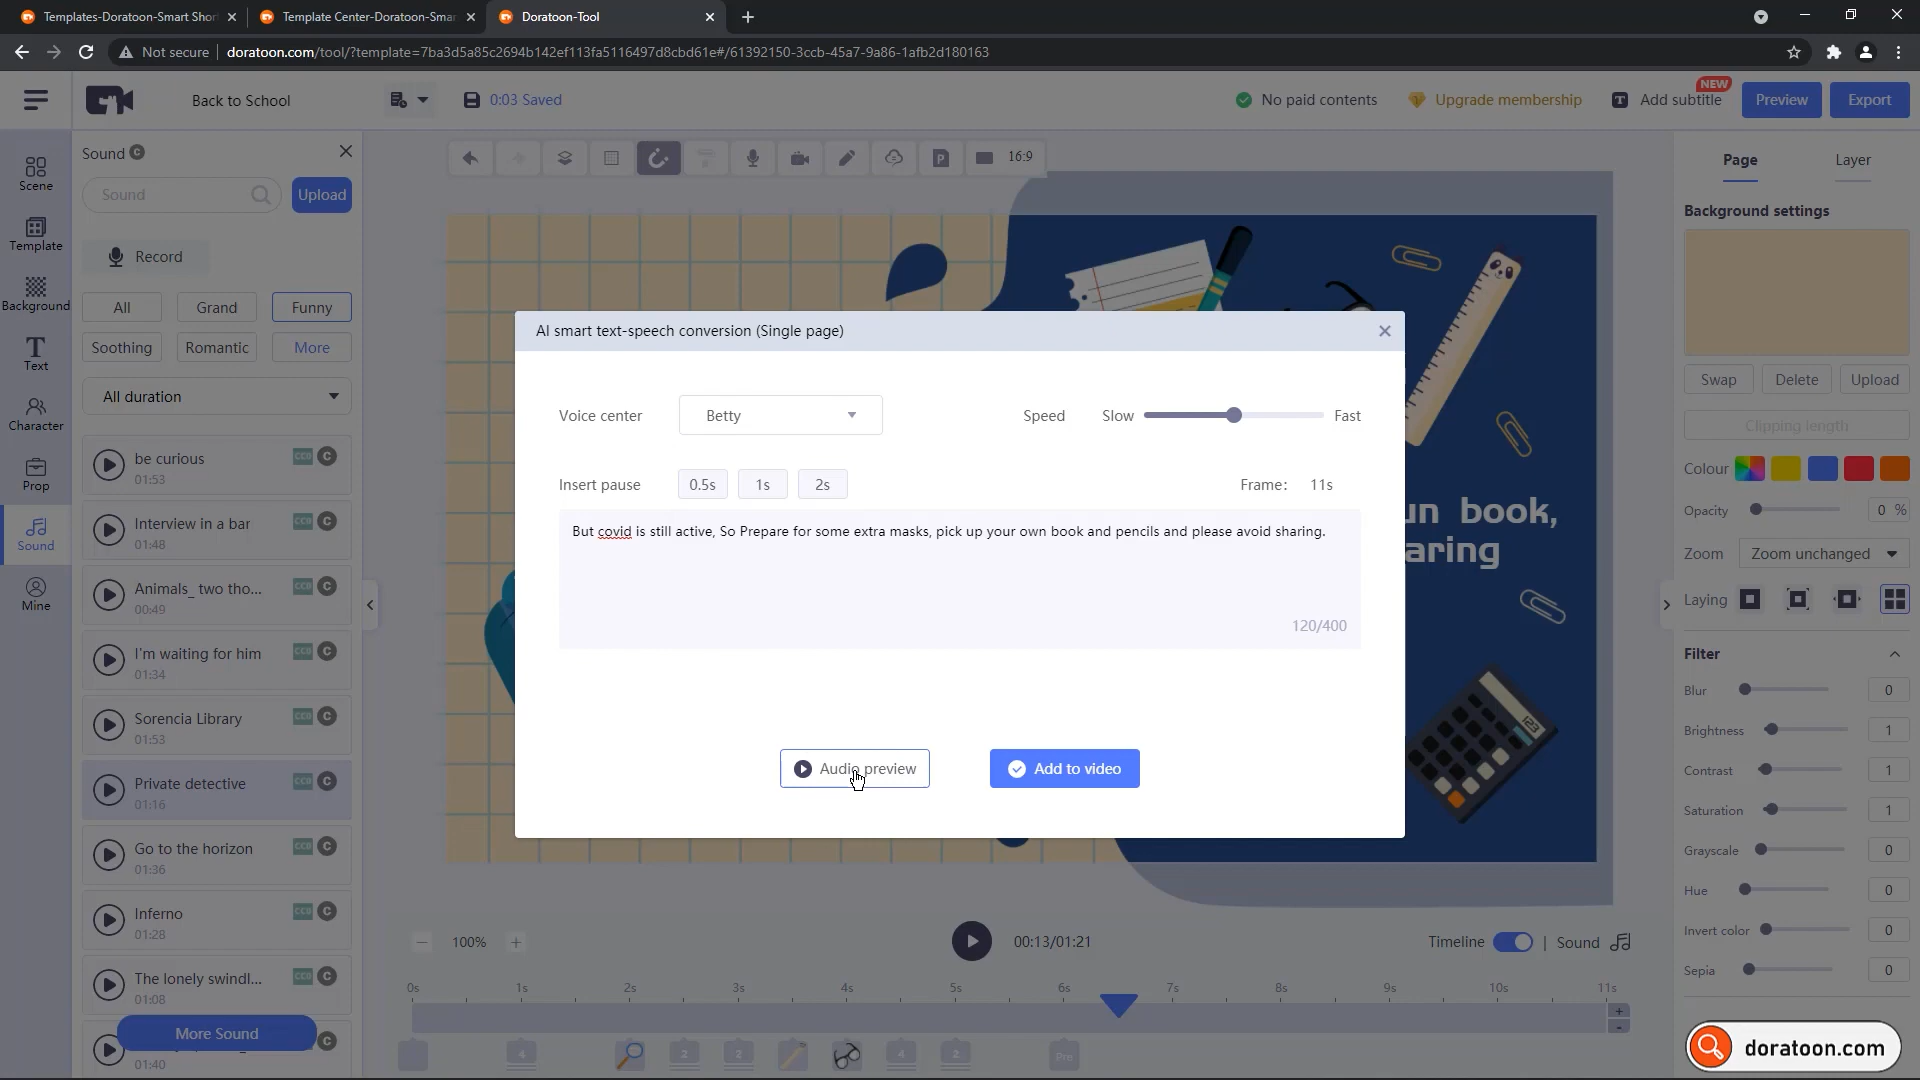 Templates-Doratoon-Smart Shor
Template Center-Doratoon-Smar
Doratoon-Tool
Not secure
doratoon.com/tool/?template=7ba3d5a85c2694b142ef113fa5116497d8cbd61e#/61392150-3ccb-45a7-9a86-1afb2d180163
Back to School
0:03 Saved
No paid contents
Upgrade membership
Add subtitle
NEW
Preview
Export
Scene
Template
Background
Text
Character
Prop
Sound
Mine
Sound
Sound
Upload
Record
All
Grand
Funny
Soothing
Romantic
More
All duration
be curious
01:53
Interview in a bar
01:48
Animals_ two tho...
00:49
I'm waiting for him
01:34
Sorencia Library
01:53
Private detective
01:16
Go to the horizon
01:36
Inferno
01:28
The lonely swindl...
01:08
More Sound
01:40
16:9
AI smart text-speech conversion (Single page)
Voice center
Betty
Speed
Slow
Fast
Insert pause
0.5s
1s
2s
Frame: 11s
But covid is still active, So Prepare for some extra masks, pick up your own book and pencils and please avoid sharing.
120/400
Audio preview
Add to video
un book,
aring
123
100%
00:13/01:21
Timeline
Sound
0s 1s 2s 3s 4s 5s 6s 7s 8s 9s 10s 11s
4
2
2
4
2
Pre
Page
Layer
Background settings
Swap
Delete
Upload
Clipping length
Colour
Opacity
0 %
Zoom
Zoom unchanged
Laying
Filter
Blur
0
Brightness
1
Contrast
1
Saturation
1
Grayscale
0
Hue
0
Invert color
0
Sepia
0
doratoon.com